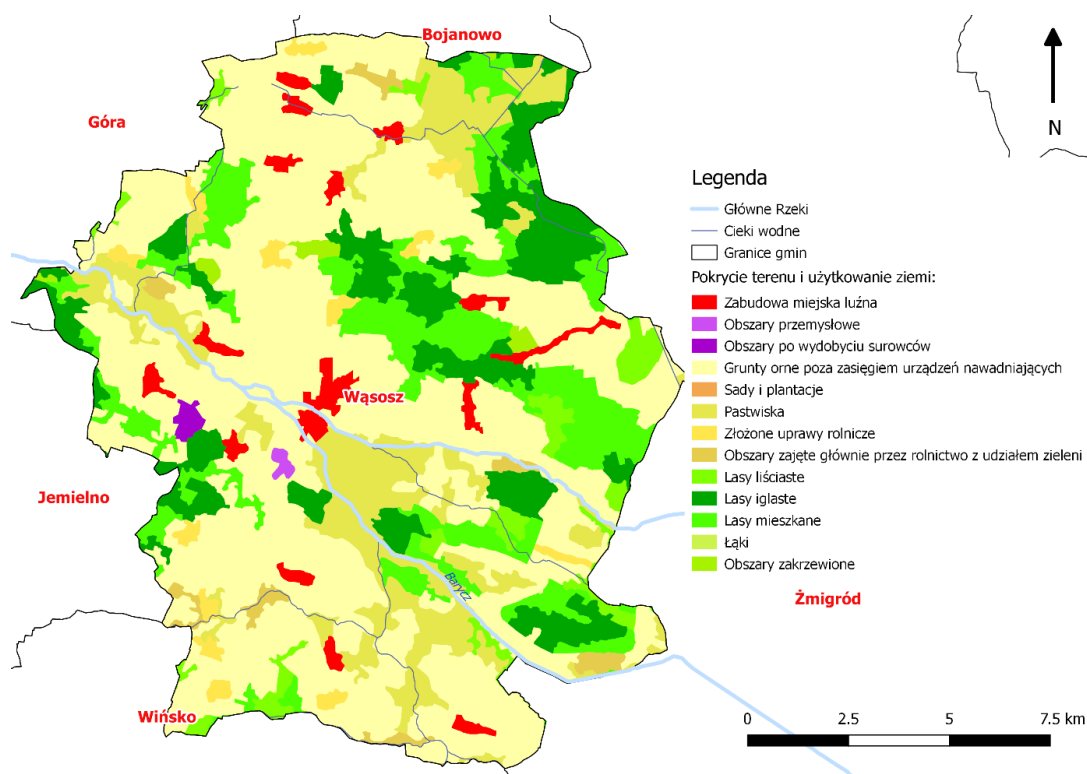 Bojanowo
Góra
N
Legenda
Główne Rzeki
Cieki wodne
Granice gmin
Pokrycie terenu i użytkowanie ziemi:
Zabudowa miejska luźna
Obszary przemysłowe
Obszary po wydobyciu surowców
Grunty orne poza zasięgiem urządzeń nawadniających
Sady i plantacje
Pastwiska
Złożone uprawy rolnicze
Obszary zajęte głównie przez rolnictwo z udziałem zieleni
Lasy liściaste
Lasy iglaste
Lasy mieszkane
Łąki
Obszary zakrzewione
Wąsosz
Jemielno
Barycz
Żmigród
Wińsko
0 2.5 5 7.5 km